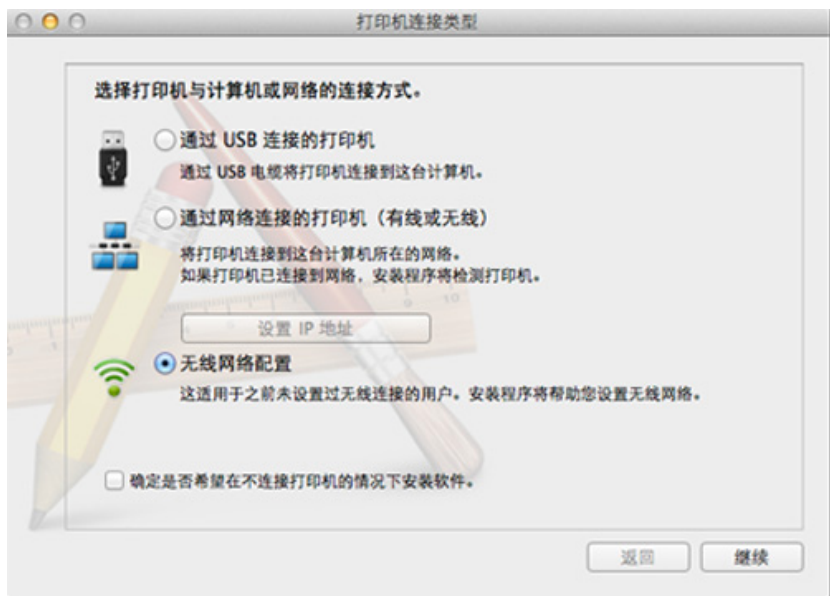 打印机连接类型
选择打印机与计算机或网络的连接方式。
通过 USB 连接的打印机
通过 USB 电缆将打印机连接到这台计算机。
通过网络连接的打印机（有线或无线）
将打印机连接到这台计算机所在的网络。
如果打印机已连接到网络，安装程序将检测打印机。
设置 IP 地址
无线网络配置
这适用于之前未设置过无线连接的用户。安装程序将帮助您设置无线网络。
确定是否希望在不连接打印机的情况下安装软件。
返回
继续